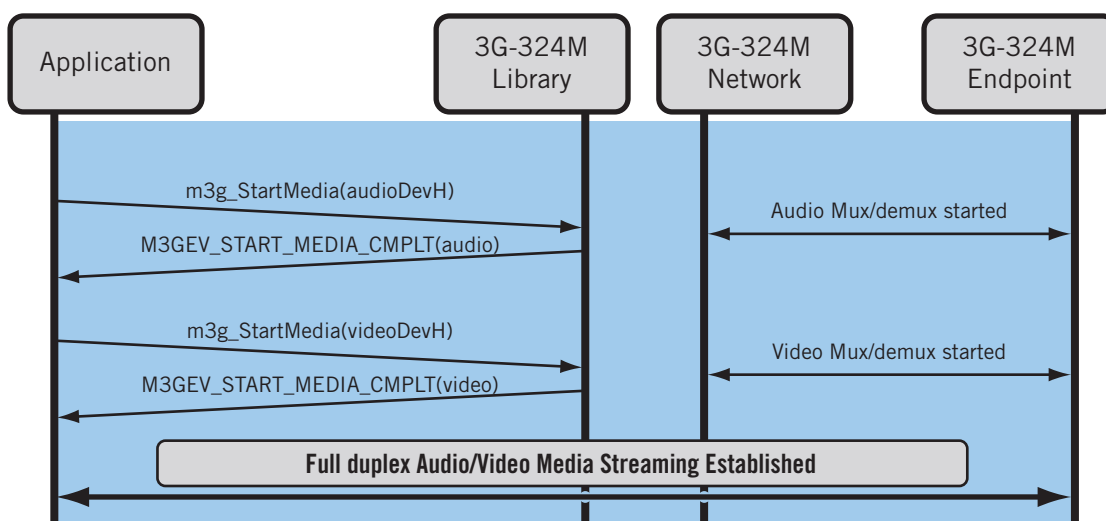 Application
3G-324M
Library
3G-324M
Network
3G-324M
Endpoint
m3g_StartMedia(audioDevH)
Audio Mux/demux started
M3GEV_START_MEDIA_CMPLT(audio)
m3g_StartMedia(videoDevH)
Video Mux/demux started
M3GEV_START_MEDIA_CMPLT(video)
Full duplex Audio/Video Media Streaming Established